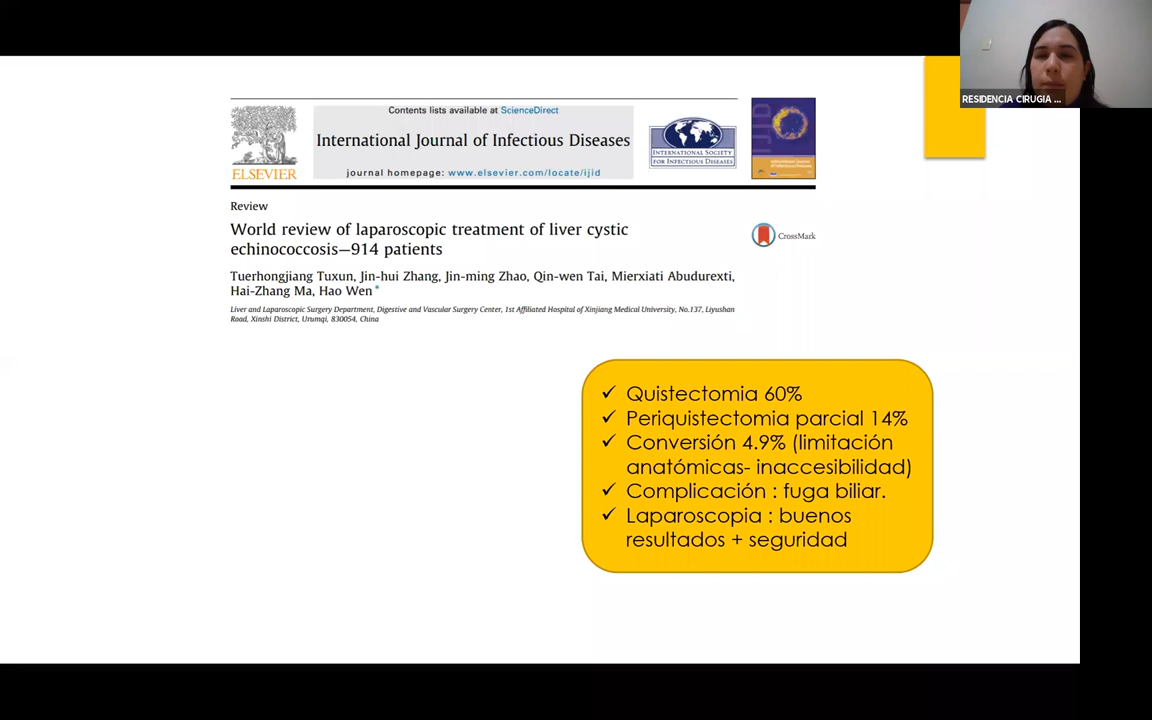 RESIDENCIA CIRUGIA ...
Contents lists available at ScienceDirect
International Journal of Infectious Diseases
journal homepage: www.elsevier.com/locate/ijid
ELSEVIER
INTERNATIONAL SOCIETY
FOR INFECTIOUS DISEASES
IJID
Review
World review of laparoscopic treatment of liver cystic
echinococcosis—914 patients
CrossMark
Tuerhongjiang Tuxun, Jin-hui Zhang, Jin-ming Zhao, Qin-wen Tai, Mierxiati Abudurexti,
Hai-Zhang Ma, Hao Wen *
Liver and Laparoscopic Surgery Department, Digestive and Vascular Surgery Center, 1st Affiliated Hospital of Xinjiang Medical University, No.137, Liyushan
Road, Xinshi District, Urumqi, 830054, China
✓ Quistectomia 60%
✓ Periquistectomia parcial 14%
✓ Conversión 4.9% (limitación
anatómicas- inaccesibilidad)
✓ Complicación : fuga biliar.
✓ Laparoscopia : buenos
resultados + seguridad